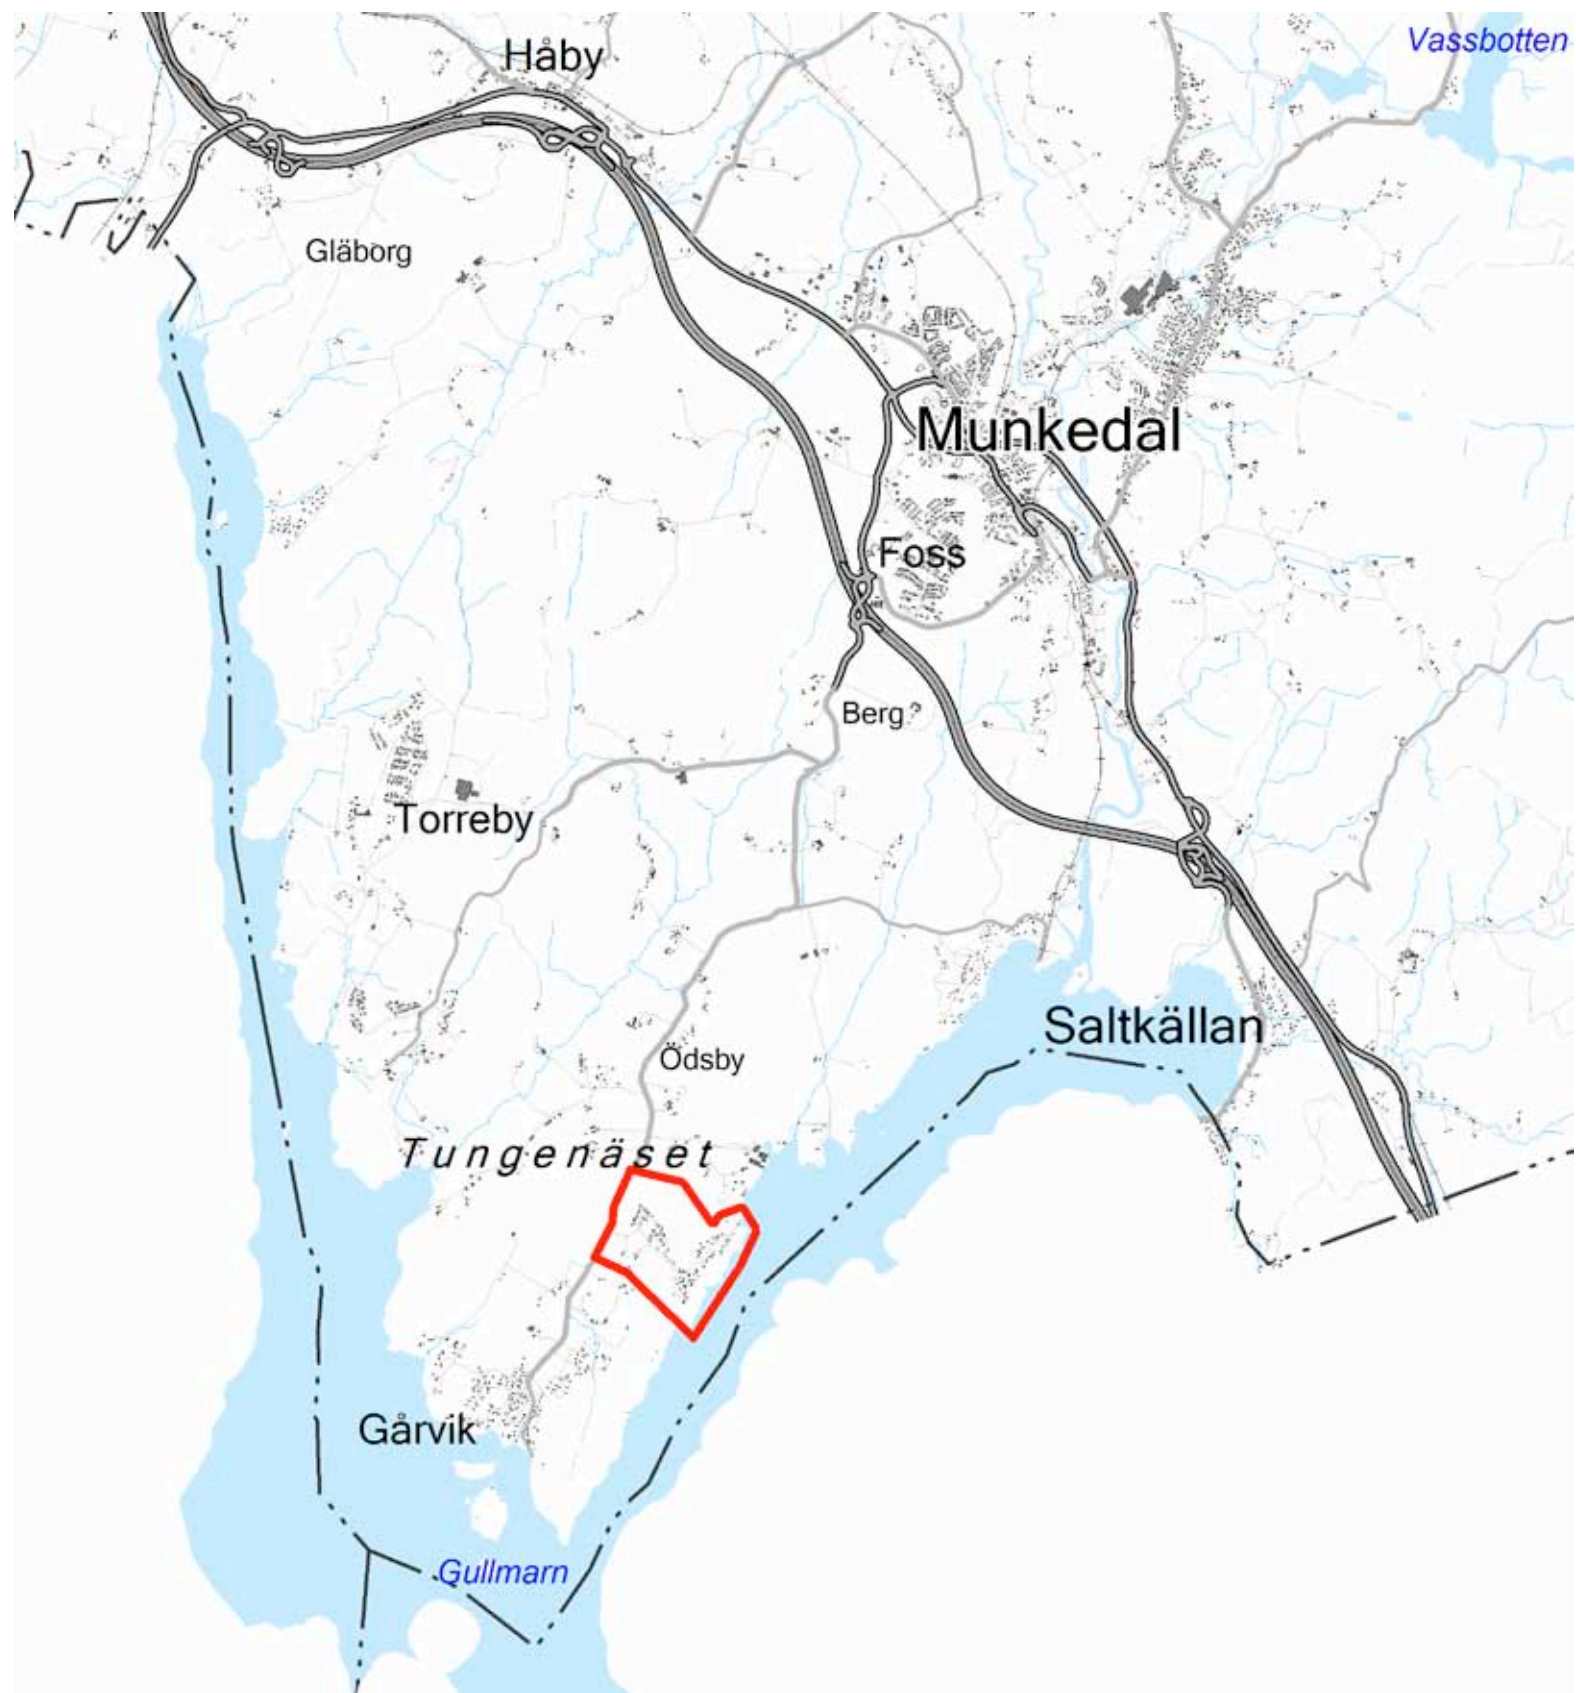 Vassbotten
Håby
Gläborg
Munkedal
Foss
Berg
Torreby
Saltkällan
Ödsby
Tungenäset
Gårvik
Gullmarn